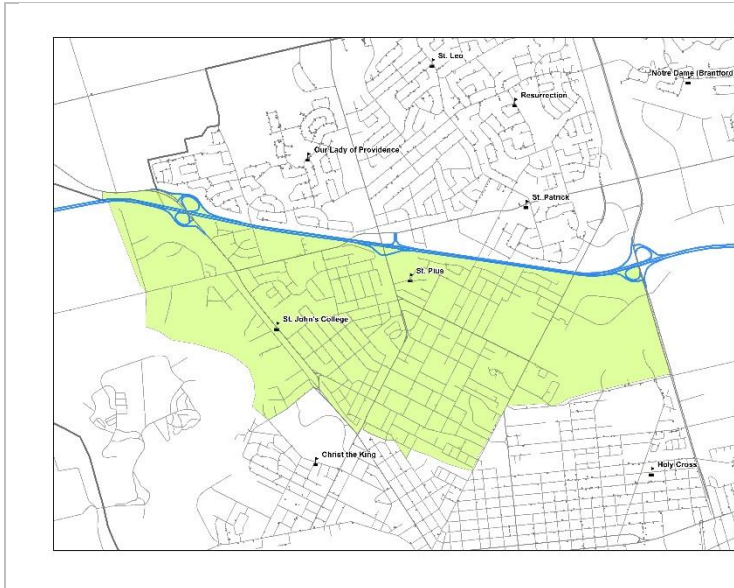 St. Leo
Notre Dame (Brantford
Resurrection
Our Lady of Providence
St. Patrick
St. Pius
St. John's College
Christ the King
Holy Cross